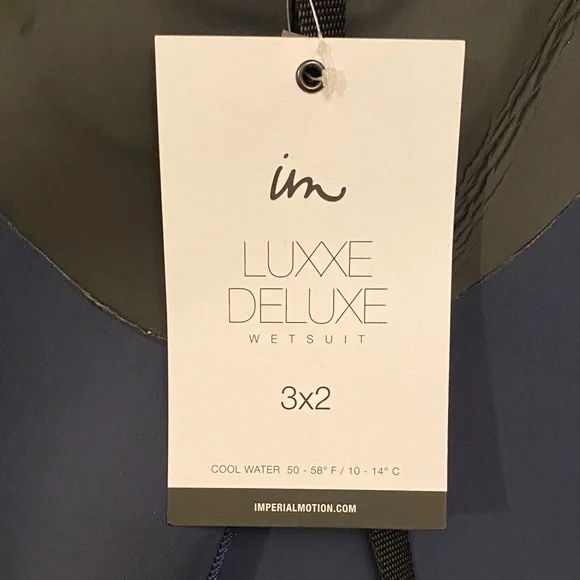 im
LUXXE
DELUXE
WETSUIT
3x2
COOL WATER 50 - 58° F / 10 - 14° C
IMPERIALMOTION.COM